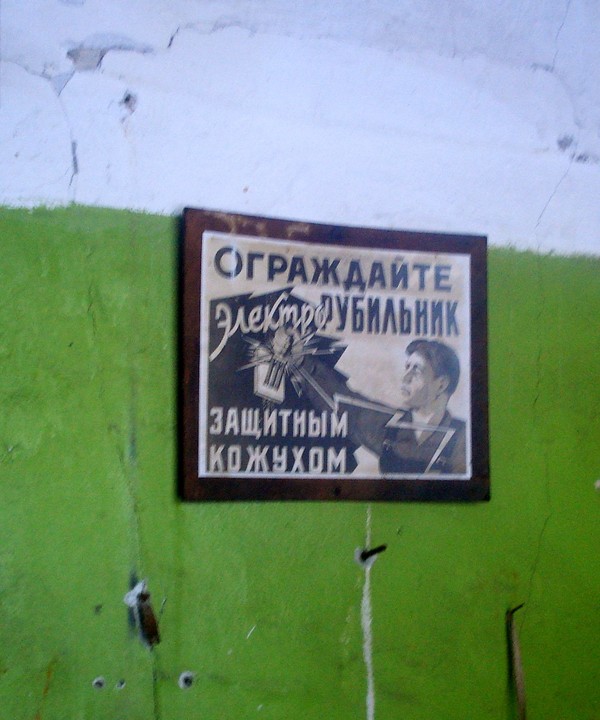 ОГРАЖДАЙТЕ
электроРУБИЛЬНИК
ЗАЩИТНЫМ
КОЖУХОМ